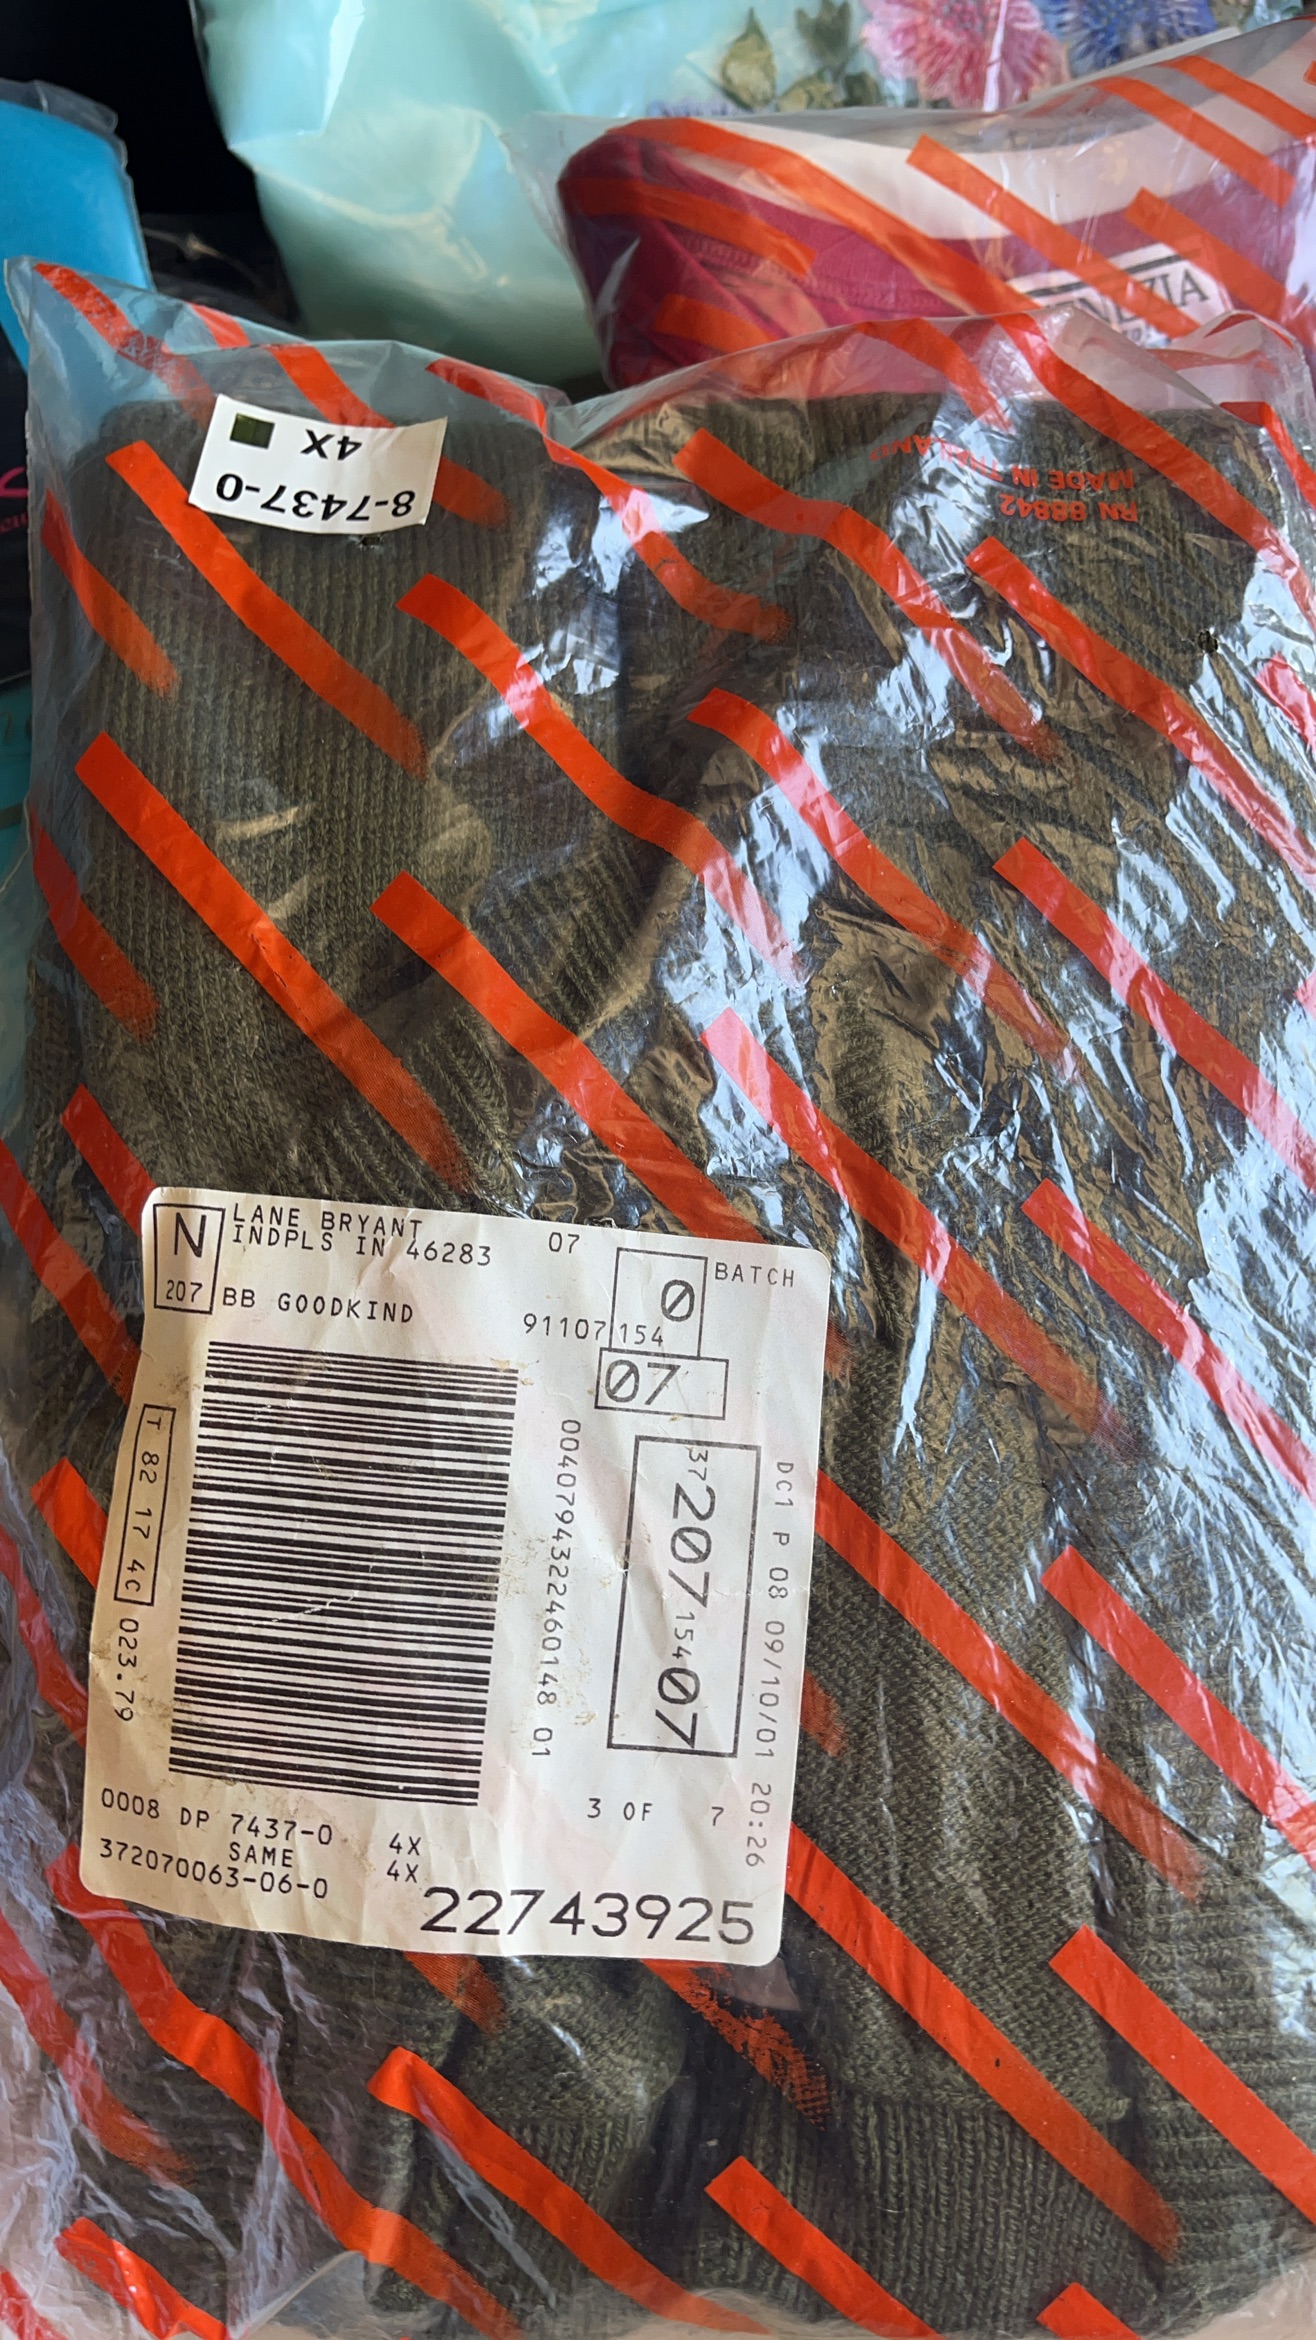 ENEZIA
4X
8-7437-0
MADE IN THAILAND
RN 88842
N
207
LANE BRYANT
INDPLS IN 46283
07
BB GOODKIND
0
BATCH
91107 154
07
T 82 17 4C 023.79
0040794322460148 01
37 207 154 07
DC1 P 08 09/10/01 20:26
3 OF 7
0008 DP 7437-0 4X
SAME 4X
372070063-06-0
22743925